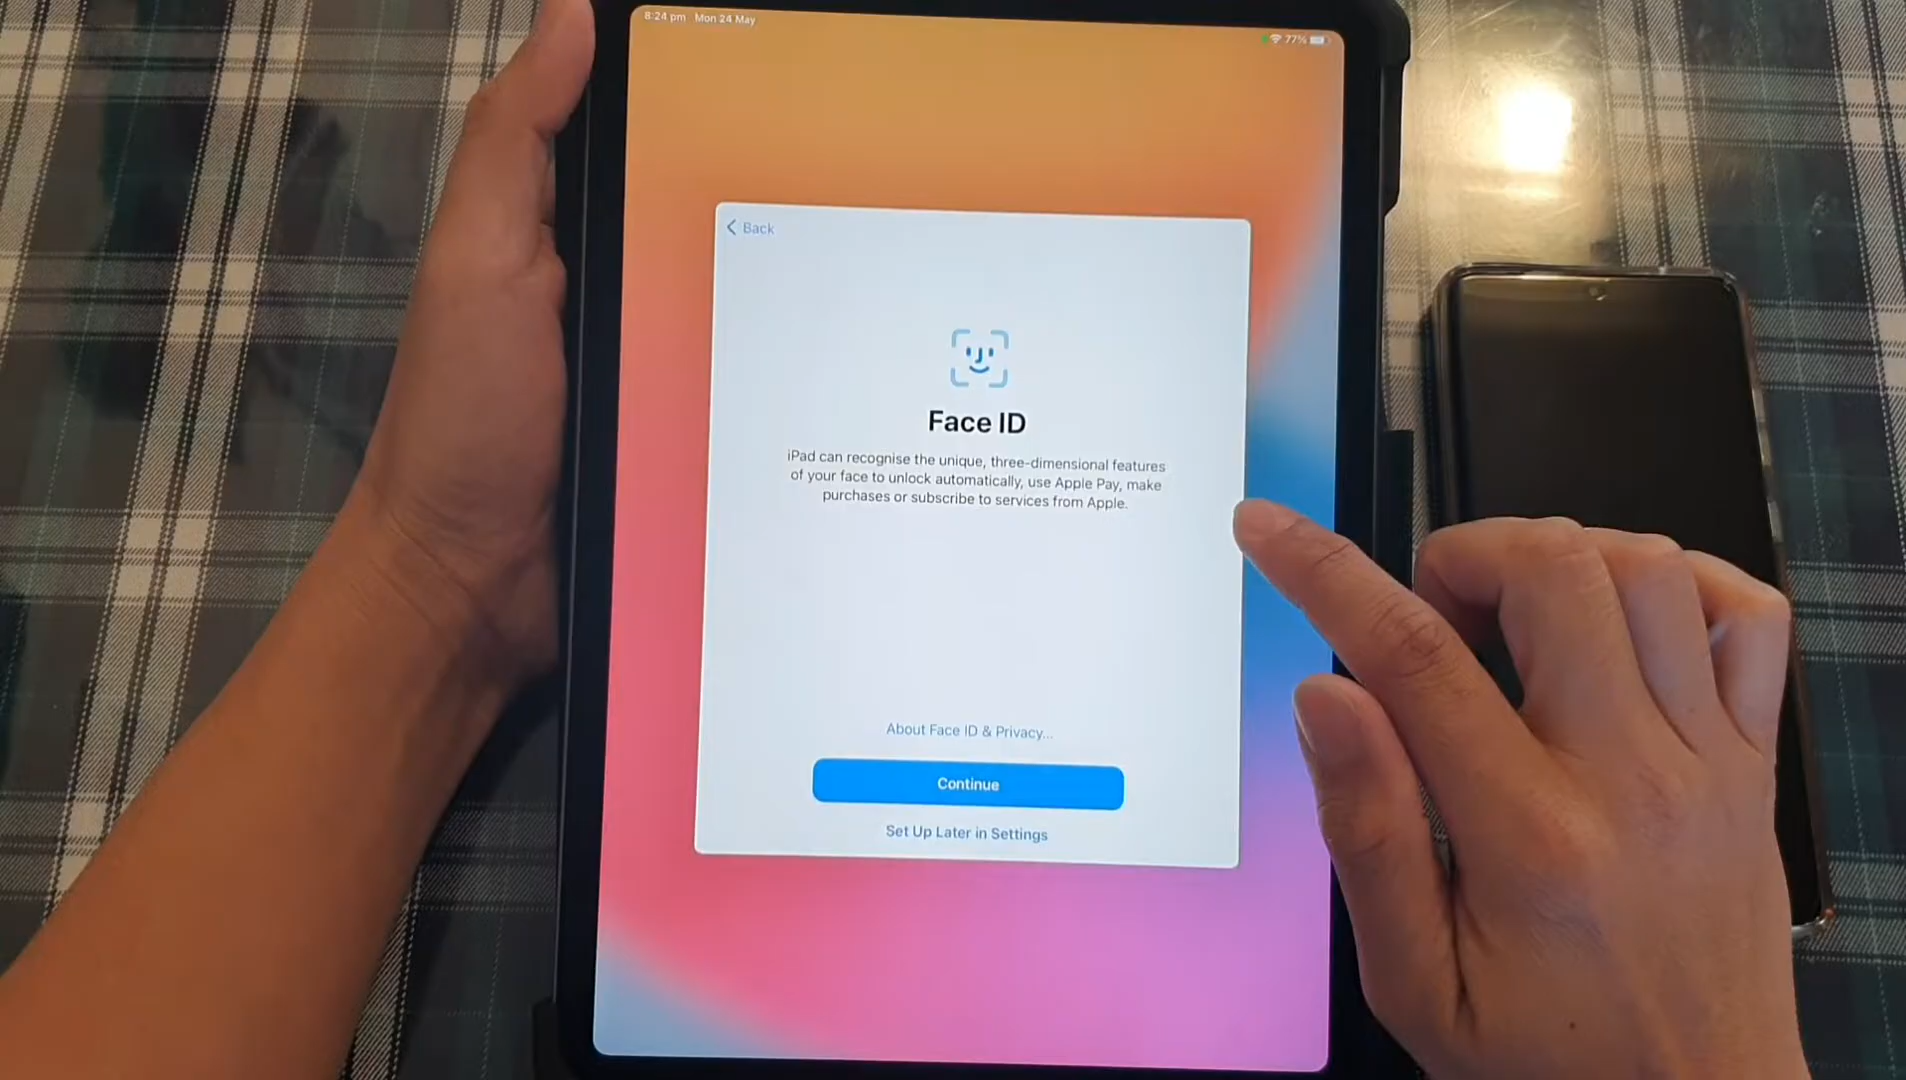 8:24 pm Mon 24 May
77%
Back
Face ID
iPad can recognise the unique, three-dimensional features
of your face to unlock automatically, use Apple Pay, make
purchases or subscribe to services from Apple.
About Face ID & Privacy...
Continue
Set Up Later in Settings